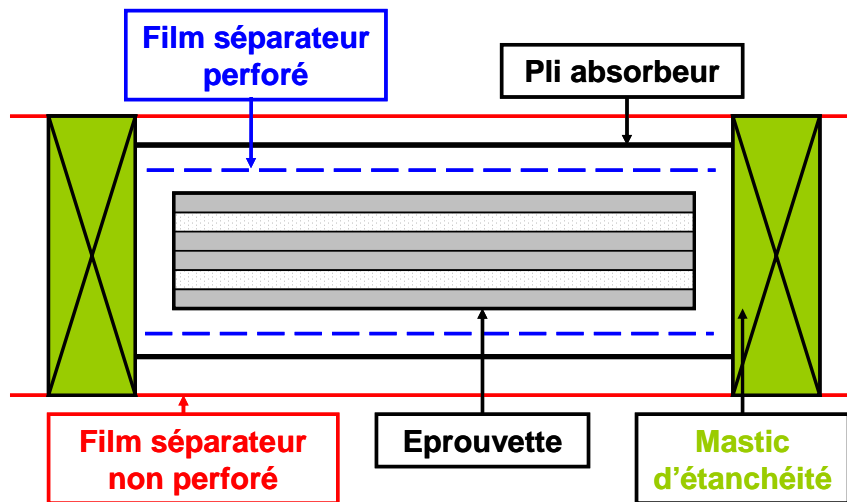 Film séparateur
perforé
Pli absorbeur
Film séparateur
non perforé
Eprouvette
Mastic
d'étanchéité